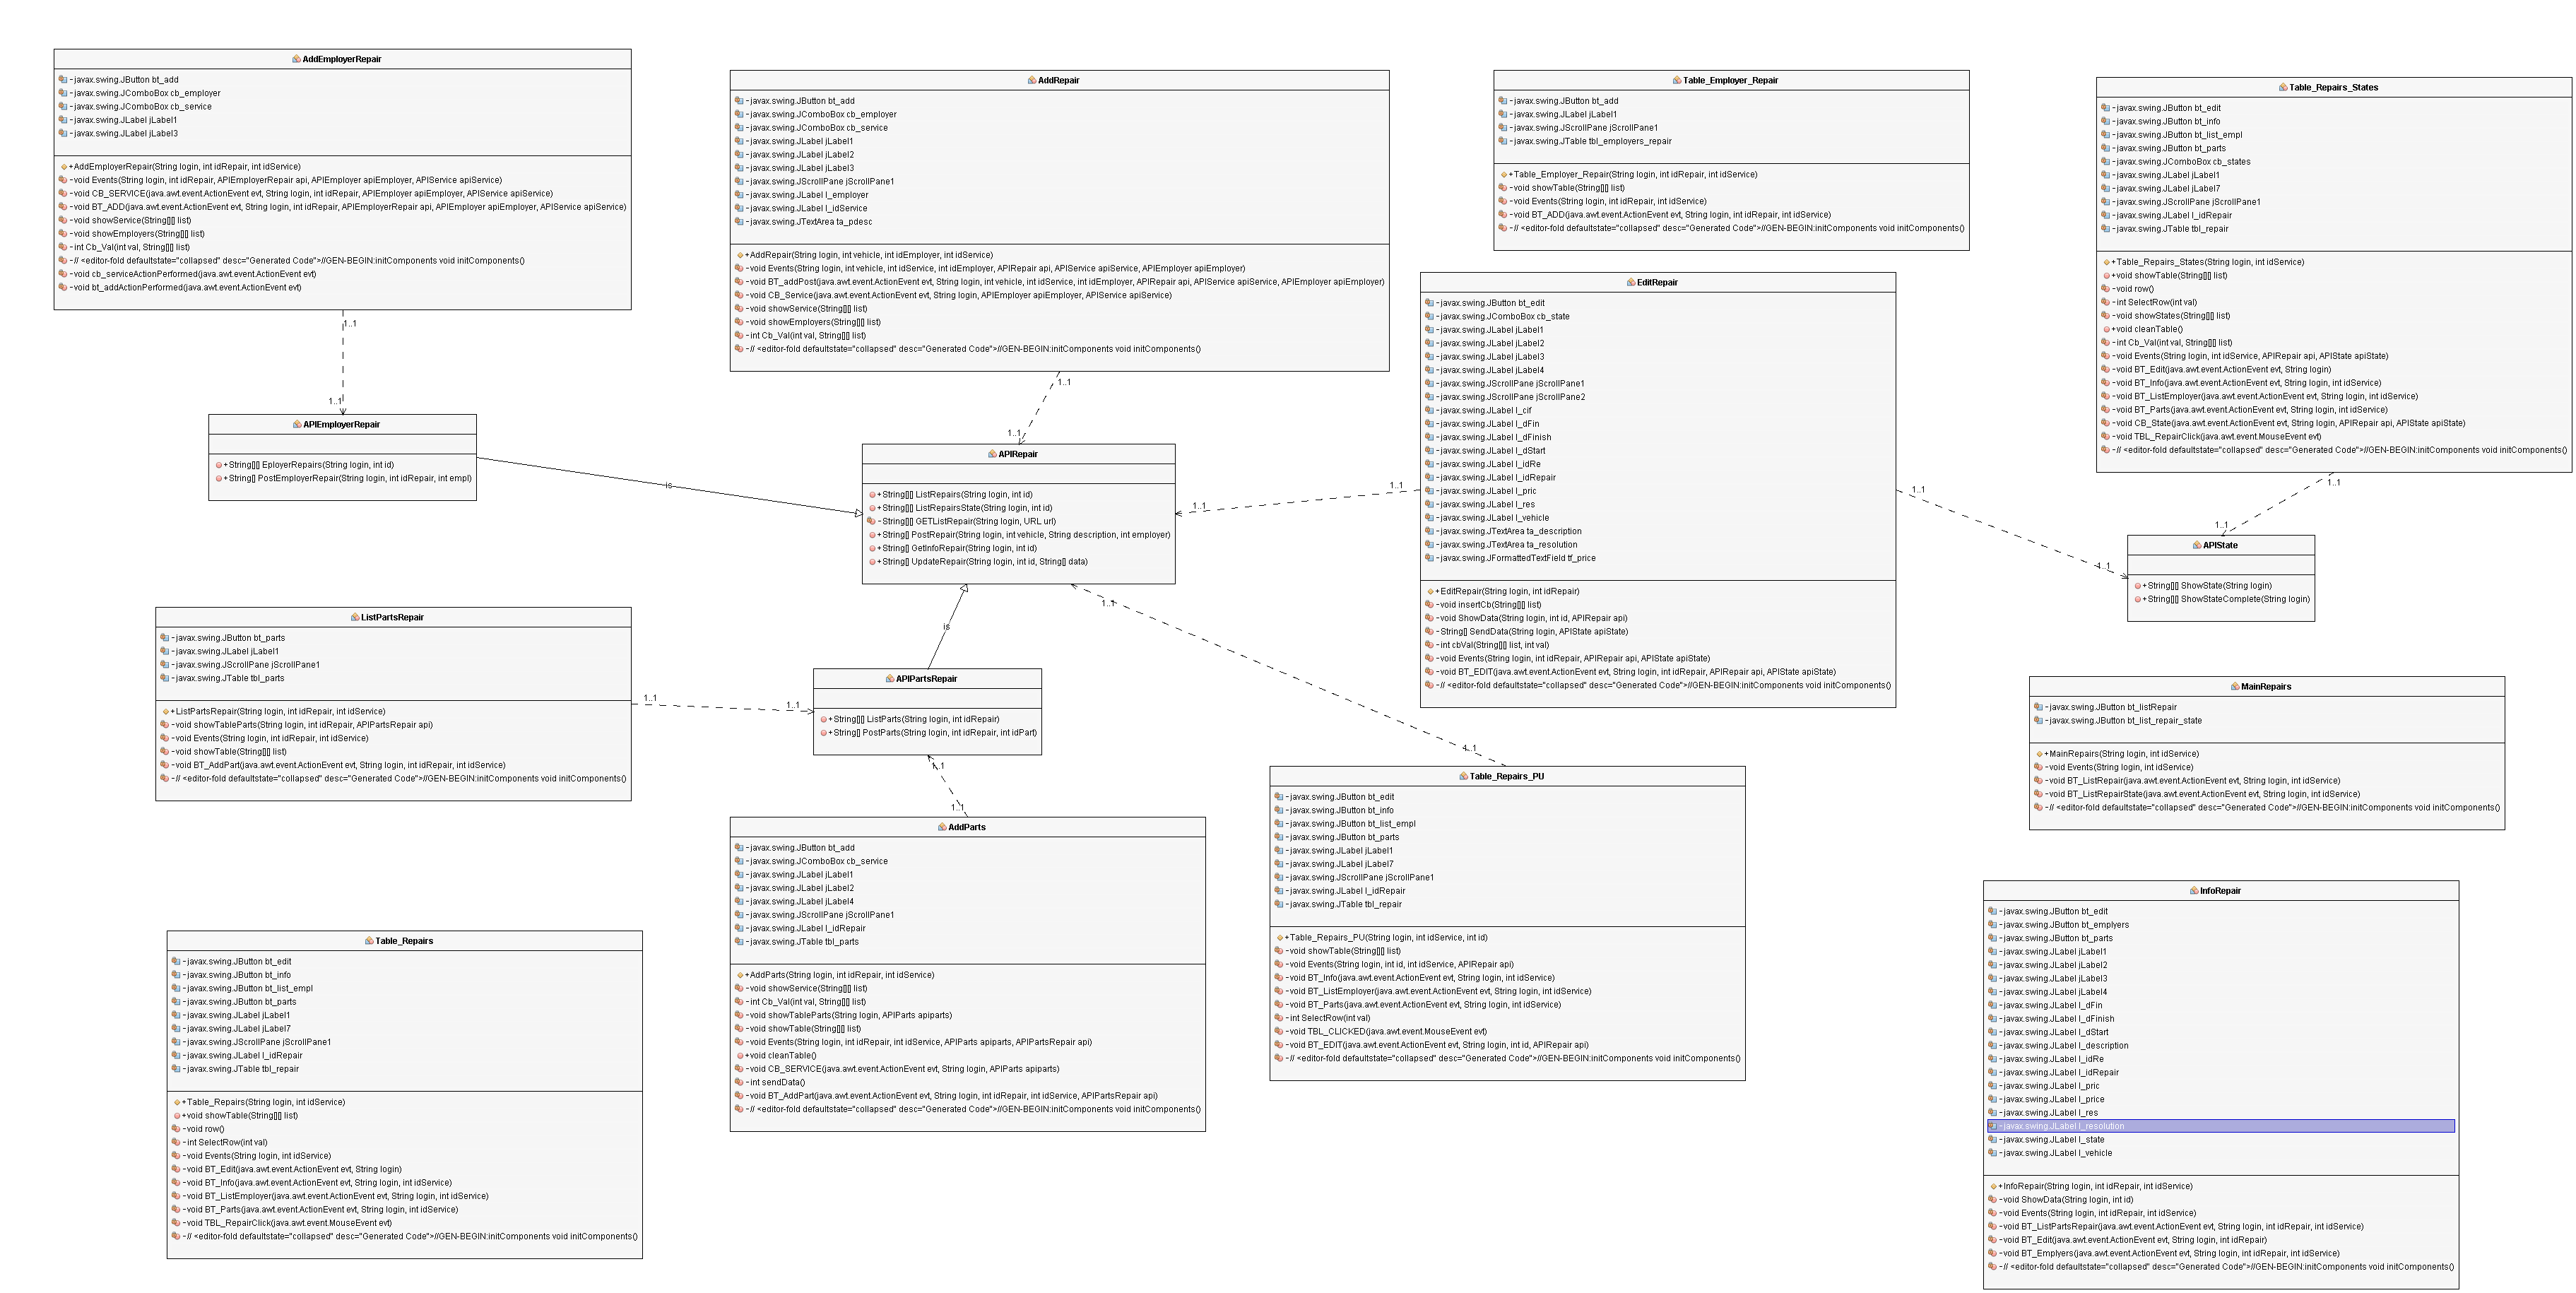 AddEmployerRepair
-javax.swing.JButton bt_add
-javax.swing.JComboBox cb_employer
-javax.swing.JComboBox cb_service
-javax.swing.JLabel jLabel1
-javax.swing.JLabel jLabel3
+AddEmployerRepair(String login, int idRepair, int idService)
-void Events(String login, int idRepair, APIEmployerRepair api, APIEmployer apiEmployer, APIService apiService)
-void CB_SERVICE(java.awt.event.ActionEvent evt, String login, int idRepair, APIEmployer apiEmployer, APIService apiService)
-void BT_ADD(java.awt.event.ActionEvent evt, String login, int idRepair, APIEmployerRepair api, APIEmployer apiEmployer, APIService apiService)
-void showService(String[][] list)
-void showEmployers(String[][] list)
-int Cb_Val(int val, String[][] list)
-// <editor-fold defaultstate="collapsed" desc="Generated Code">//GEN-BEGIN:initComponents void initComponents()
-void cb_serviceActionPerformed(java.awt.event.ActionEvent evt)
-void bt_addActionPerformed(java.awt.event.ActionEvent evt)
1..1
1..1
APIEmployerRepair
+String[][] EployerRepairs(String login, int id)
+String[] PostEmployerRepair(String login, int idRepair, int empl)
is
AddRepair
-javax.swing.JButton bt_add
-javax.swing.JComboBox cb_employer
-javax.swing.JComboBox cb_service
-javax.swing.JLabel jLabel1
-javax.swing.JLabel jLabel2
-javax.swing.JLabel jLabel3
-javax.swing.JScrollPane jScrollPane1
-javax.swing.JLabel l_employer
-javax.swing.JLabel l_idService
-javax.swing.JTextArea ta_pdesc
+AddRepair(String login, int vehicle, int idEmployer, int idService)
-void Events(String login, int vehicle, int idService, int idEmployer, APIRepair api, APIService apiService, APIEmployer apiEmployer)
-void BT_addPost(java.awt.event.ActionEvent evt, String login, int vehicle, int idService, int idEmployer, APIRepair api, APIService apiService, APIEmployer apiEmployer)
-void CB_Service(java.awt.event.ActionEvent evt, String login, APIEmployer apiEmployer, APIService apiService)
-void showService(String[][] list)
-void showEmployers(String[][] list)
-int Cb_Val(int val, String[][] list)
-// <editor-fold defaultstate="collapsed" desc="Generated Code">//GEN-BEGIN:initComponents void initComponents()
1..1
1..1
APIRepair
+String[][] ListRepairs(String login, int id)
+String[][] ListRepairsState(String login, int id)
-String[][] GETListRepair(String login, URL url)
+String[] PostRepair(String login, int vehicle, String description, int employer)
+String[] GetInfoRepair(String login, int id)
+String[] UpdateRepair(String login, int id, String[] data)
is
Table_Employer_Repair
-javax.swing.JButton bt_add
-javax.swing.JLabel jLabel1
-javax.swing.JScrollPane jScrollPane1
-javax.swing.JTable tbl_employers_repair
+Table_Employer_Repair(String login, int idRepair, int idService)
-void showTable(String[][] list)
-void Events(String login, int idRepair, int idService)
-void BT_ADD(java.awt.event.ActionEvent evt, String login, int idRepair, int idService)
-// <editor-fold defaultstate="collapsed" desc="Generated Code">//GEN-BEGIN:initComponents void initComponents()
EditRepair
-javax.swing.JButton bt_edit
-javax.swing.JComboBox cb_state
-javax.swing.JLabel jLabel1
-javax.swing.JLabel jLabel2
-javax.swing.JLabel jLabel3
-javax.swing.JLabel jLabel4
-javax.swing.JScrollPane jScrollPane1
-javax.swing.JScrollPane jScrollPane2
-javax.swing.JLabel l_cif
-javax.swing.JLabel l_dFin
-javax.swing.JLabel l_dFinish
-javax.swing.JLabel l_dStart
-javax.swing.JLabel l_idRe
-javax.swing.JLabel l_idRepair
-javax.swing.JLabel l_pric
-javax.swing.JLabel l_res
-javax.swing.JLabel l_vehicle
-javax.swing.JTextArea ta_description
-javax.swing.JTextArea ta_resolution
-javax.swing.JFormattedTextField tf_price
+EditRepair(String login, int idRepair)
-void insertCb(String[][] list)
-void ShowData(String login, int id, APIRepair api)
-String[] SendData(String login, APIState apiState)
-int cbVal(String[][] list, int val)
-void Events(String login, int idRepair, APIRepair api, APIState apiState)
-void BT_EDIT(java.awt.event.ActionEvent evt, String login, int idRepair, APIRepair api, APIState apiState)
-// <editor-fold defaultstate="collapsed" desc="Generated Code">//GEN-BEGIN:initComponents void initComponents()
1..1
1..1
1..1
1..1
Table_Repairs_States
-javax.swing.JButton bt_edit
-javax.swing.JButton bt_info
-javax.swing.JButton bt_list_empl
-javax.swing.JButton bt_parts
-javax.swing.JComboBox cb_states
-javax.swing.JLabel jLabel1
-javax.swing.JLabel jLabel7
-javax.swing.JScrollPane jScrollPane1
-javax.swing.JLabel l_idRepair
-javax.swing.JTable tbl_repair
+Table_Repairs_States(String login, int idService)
+void showTable(String[][] list)
-void row()
-int SelectRow(int val)
-void showStates(String[][] list)
+void cleanTable()
-int Cb_Val(int val, String[][] list)
-void Events(String login, int idService, APIRepair api, APIState apiState)
-void BT_Edit(java.awt.event.ActionEvent evt, String login)
-void BT_Info(java.awt.event.ActionEvent evt, String login, int idService)
-void BT_ListEmployer(java.awt.event.ActionEvent evt, String login, int idService)
-void BT_Parts(java.awt.event.ActionEvent evt, String login, int idService)
-void CB_State(java.awt.event.ActionEvent evt, String login, APIRepair api, APIState apiState)
-void TBL_RepairClick(java.awt.event.MouseEvent evt)
-// <editor-fold defaultstate="collapsed" desc="Generated Code">//GEN-BEGIN:initComponents void initComponents()
1..1
1..1
APIState
+String[][] ShowState(String login)
+String[][] ShowStateComplete(String login)
ListPartsRepair
-javax.swing.JButton bt_parts
-javax.swing.JLabel jLabel1
-javax.swing.JScrollPane jScrollPane1
-javax.swing.JTable tbl_parts
+ListPartsRepair(String login, int idRepair, int idService)
-void showTableParts(String login, int idRepair, APIPartsRepair api)
-void Events(String login, int idRepair, int idService)
-void showTable(String[][] list)
-void BT_AddPart(java.awt.event.ActionEvent evt, String login, int idRepair, int idService)
-// <editor-fold defaultstate="collapsed" desc="Generated Code">//GEN-BEGIN:initComponents void initComponents()
1..1
1..1
APIPartsRepair
+String[][] ListParts(String login, int idRepair)
+String[] PostParts(String login, int idRepair, int idPart)
1..1
1..1
AddParts
-javax.swing.JButton bt_add
-javax.swing.JComboBox cb_service
-javax.swing.JLabel jLabel1
-javax.swing.JLabel jLabel2
-javax.swing.JLabel jLabel4
-javax.swing.JScrollPane jScrollPane1
-javax.swing.JLabel l_idRepair
-javax.swing.JTable tbl_parts
+AddParts(String login, int idRepair, int idService)
-void showService(String[][] list)
-int Cb_Val(int val, String[][] list)
-void showTableParts(String login, APIParts apiparts)
-void showTable(String[][] list)
-void Events(String login, int idRepair, int idService, APIParts apiparts, APIPartsRepair api)
+void cleanTable()
-void CB_SERVICE(java.awt.event.ActionEvent evt, String login, APIParts apiparts)
-int sendData()
-void BT_AddPart(java.awt.event.ActionEvent evt, String login, int idRepair, int idService, APIPartsRepair api)
-// <editor-fold defaultstate="collapsed" desc="Generated Code">//GEN-BEGIN:initComponents void initComponents()
1..1
1..1
Table_Repairs_PU
-javax.swing.JButton bt_edit
-javax.swing.JButton bt_info
-javax.swing.JButton bt_list_empl
-javax.swing.JButton bt_parts
-javax.swing.JLabel jLabel1
-javax.swing.JLabel jLabel7
-javax.swing.JScrollPane jScrollPane1
-javax.swing.JLabel l_idRepair
-javax.swing.JTable tbl_repair
+Table_Repairs_PU(String login, int idService, int id)
-void showTable(String[][] list)
-void Events(String login, int id, int idService, APIRepair api)
-void BT_Info(java.awt.event.ActionEvent evt, String login, int idService)
-void BT_ListEmployer(java.awt.event.ActionEvent evt, String login, int idService)
-void BT_Parts(java.awt.event.ActionEvent evt, String login, int idService)
-int SelectRow(int val)
-void TBL_CLICKED(java.awt.event.MouseEvent evt)
-void BT_EDIT(java.awt.event.ActionEvent evt, String login, int id, APIRepair api)
-// <editor-fold defaultstate="collapsed" desc="Generated Code">//GEN-BEGIN:initComponents void initComponents()
MainRepairs
-javax.swing.JButton bt_listRepair
-javax.swing.JButton bt_list_repair_state
+MainRepairs(String login, int idService)
-void Events(String login, int idService)
-void BT_ListRepair(java.awt.event.ActionEvent evt, String login, int idService)
-void BT_ListRepairState(java.awt.event.ActionEvent evt, String login, int idService)
-// <editor-fold defaultstate="collapsed" desc="Generated Code">//GEN-BEGIN:initComponents void initComponents()
Table_Repairs
-javax.swing.JButton bt_edit
-javax.swing.JButton bt_info
-javax.swing.JButton bt_list_empl
-javax.swing.JButton bt_parts
-javax.swing.JLabel jLabel1
-javax.swing.JLabel jLabel7
-javax.swing.JScrollPane jScrollPane1
-javax.swing.JLabel l_idRepair
-javax.swing.JTable tbl_repair
+Table_Repairs(String login, int idService)
+void showTable(String[][] list)
-void row()
-int SelectRow(int val)
-void Events(String login, int idService)
-void BT_Edit(java.awt.event.ActionEvent evt, String login)
-void BT_Info(java.awt.event.ActionEvent evt, String login, int idService)
-void BT_ListEmployer(java.awt.event.ActionEvent evt, String login, int idService)
-void BT_Parts(java.awt.event.ActionEvent evt, String login, int idService)
-void TBL_RepairClick(java.awt.event.MouseEvent evt)
-// <editor-fold defaultstate="collapsed" desc="Generated Code">//GEN-BEGIN:initComponents void initComponents()
InfoRepair
-javax.swing.JButton bt_edit
-javax.swing.JButton bt_emplyers
-javax.swing.JButton bt_parts
-javax.swing.JLabel jLabel1
-javax.swing.JLabel jLabel2
-javax.swing.JLabel jLabel3
-javax.swing.JLabel jLabel4
-javax.swing.JLabel l_dFin
-javax.swing.JLabel l_dFinish
-javax.swing.JLabel l_dStart
-javax.swing.JLabel l_description
-javax.swing.JLabel l_idRe
-javax.swing.JLabel l_idRepair
-javax.swing.JLabel l_pric
-javax.swing.JLabel l_price
-javax.swing.JLabel l_res
-javax.swing.JLabel l_resolution
-javax.swing.JLabel l_state
-javax.swing.JLabel l_vehicle
+InfoRepair(String login, int idRepair, int idService)
-void ShowData(String login, int id)
-void Events(String login, int idRepair, int idService)
-void BT_ListPartsRepair(java.awt.event.ActionEvent evt, String login, int idRepair, int idService)
-void BT_Edit(java.awt.event.ActionEvent evt, String login, int idRepair)
-void BT_Emplyers(java.awt.event.ActionEvent evt, String login, int idRepair, int idService)
-// <editor-fold defaultstate="collapsed" desc="Generated Code">//GEN-BEGIN:initComponents void initComponents()